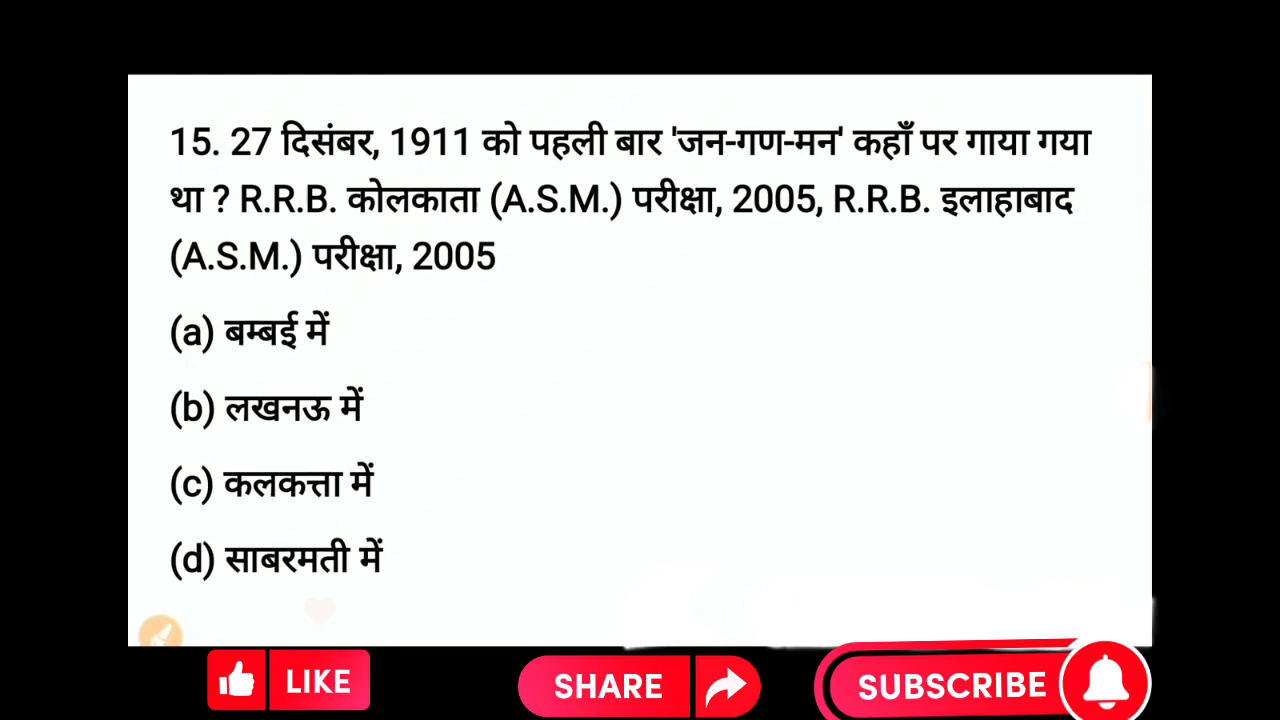 15. 27 दिसंबर, 1911 को पहली बार 'जन-गण-मन' कहाँ पर गाया गया
था ? R.R.B. कोलकाता (A.S.M.) परीक्षा, 2005, R.R.B. इलाहाबाद
(A.S.M.) परीक्षा, 2005
(a) बम्बई में
(b) लखनऊ में
(c) कलकत्ता में
(d) साबरमती में
LIKE
SHARE
SUBSCRIBE